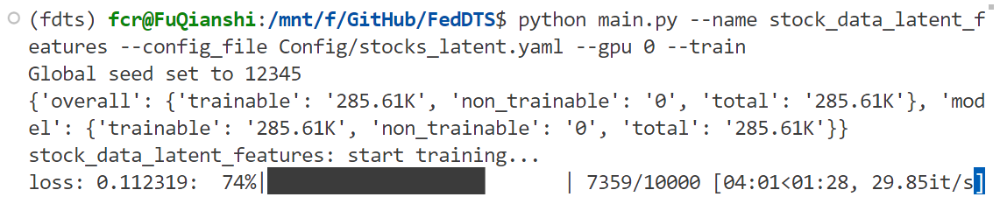 (fdts) fcr@FuQianshi:/mnt/f/GitHub/FedDTS$ python main.py --name stock_data_latent_f
eatures --config_file Config/stocks_latent.yaml --gpu 0 --train
Global seed set to 12345
{'overall': {'trainable': '285.61K', 'non_trainable': '0', 'total': '285.61K'}, 'mod
el': {'trainable': '285.61K', 'non_trainable': '0', 'total': '285.61K'}}
stock_data_latent_features: start training...
loss: 0.112319:  74%|          | 7359/10000 [04:01<01:28, 29.85it/s]